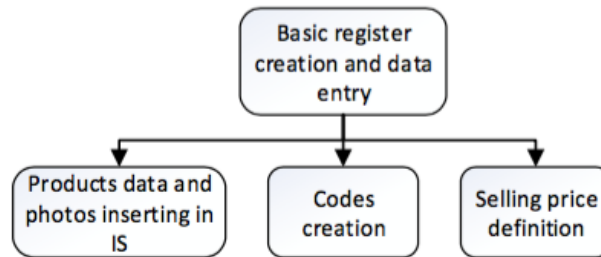 Basic register
creation and data
entry
Products data and
photos inserting in
IS
Codes
creation
Selling price
definition